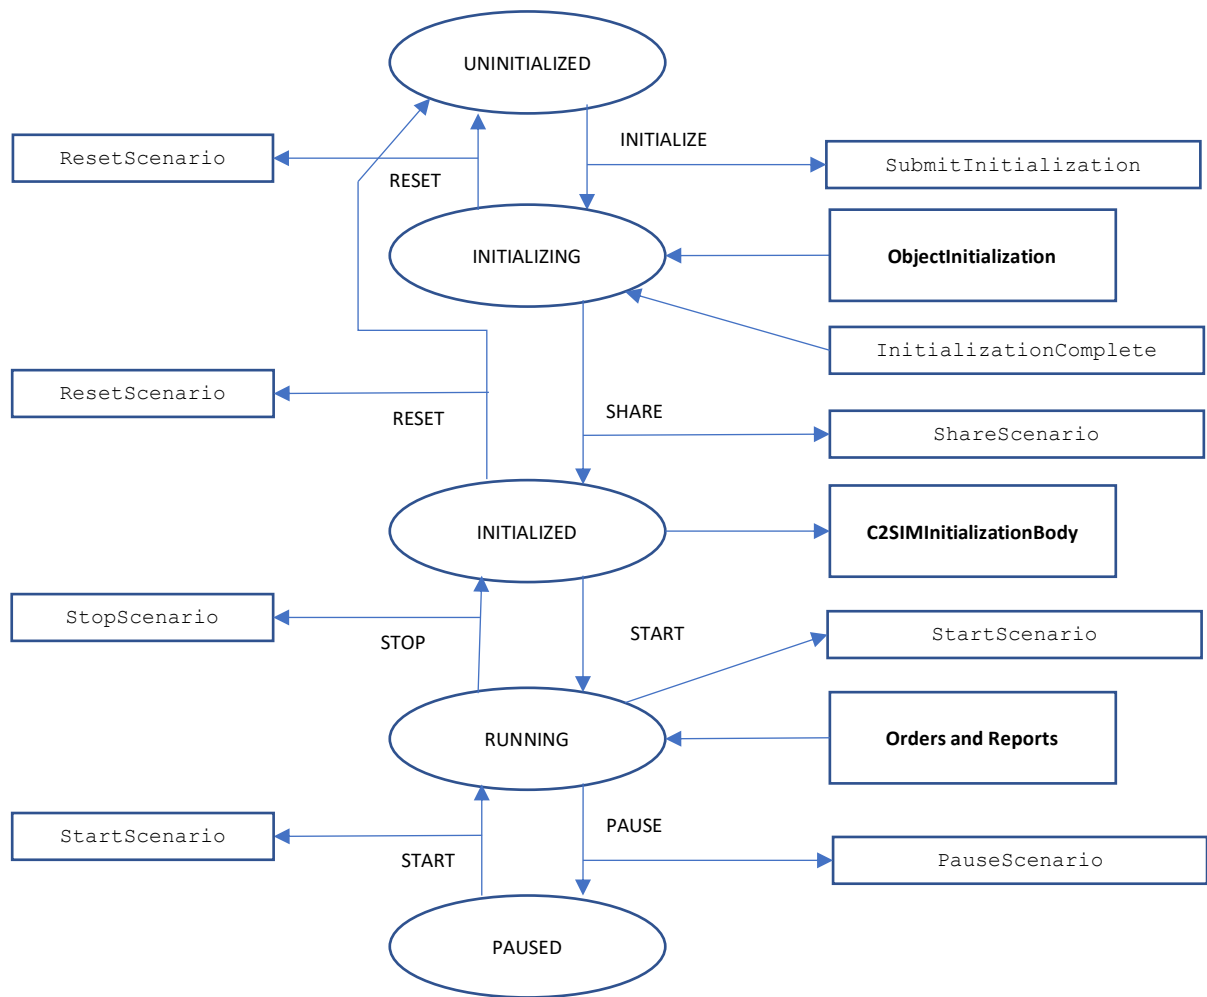 UNINITIALIZED
INITIALIZE
ResetScenario
SubmitInitialization
RESET
INITIALIZING
ObjectInitialization
InitializationComplete
ResetScenario
SHARE
RESET
ShareScenario
INITIALIZED
C2SIMInitializationBody
StopScenario
START
StartScenario
STOP
RUNNING
Orders and Reports
StartScenario
PAUSE
START
PauseScenario
PAUSED